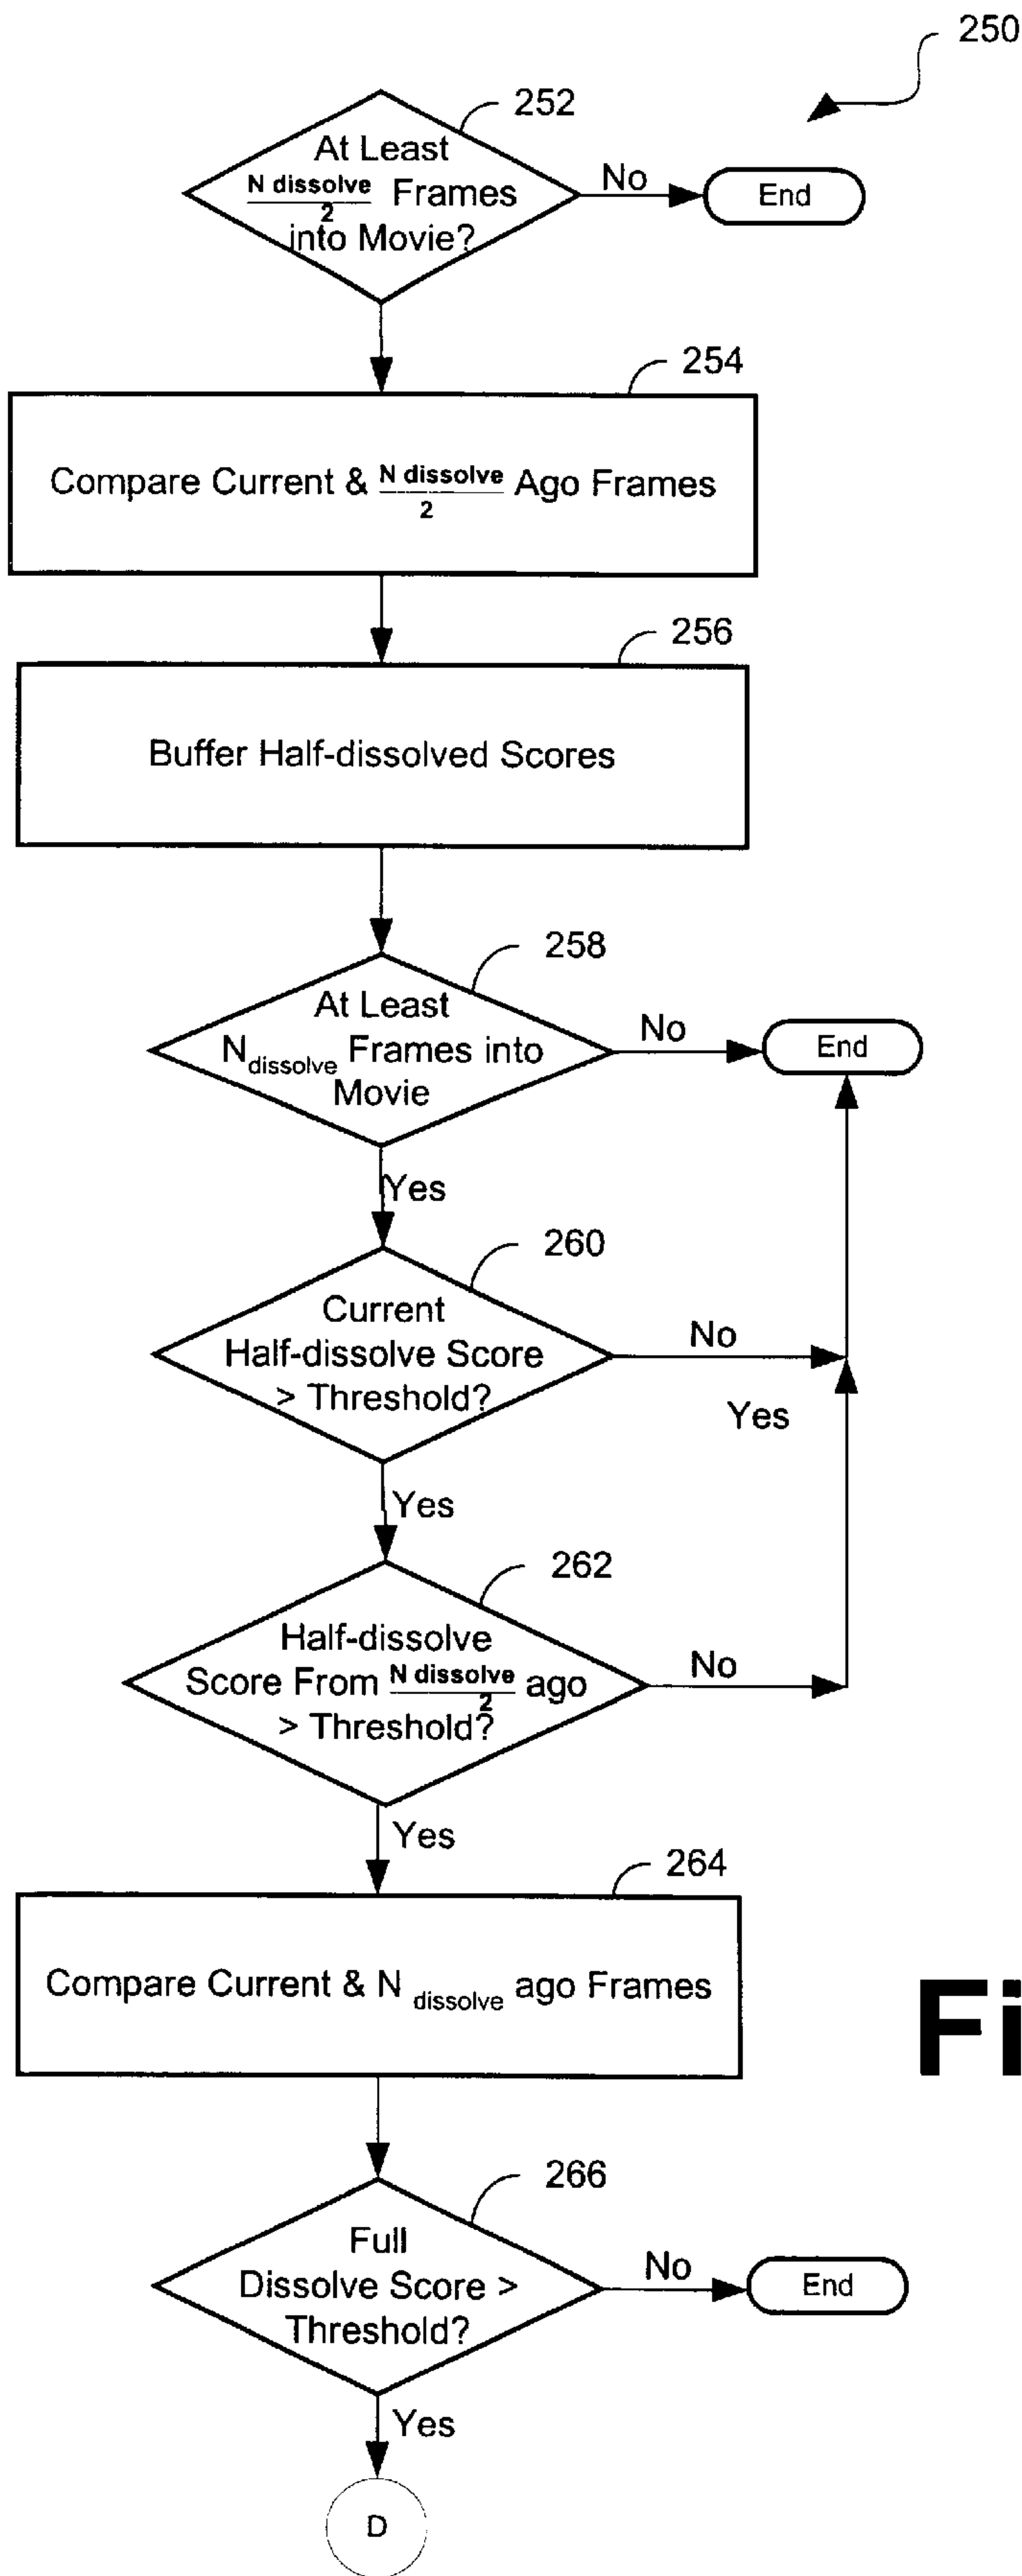 250
252
At Least
N dissolve / 2 Frames
into Movie?
No
End
254
Compare Current & N dissolve / 2 Ago Frames
256
Buffer Half-dissolved Scores
258
At Least
N dissolve Frames into
Movie
No
End
Yes
260
Current
Half-dissolve Score
> Threshold?
No
Yes
Yes
262
Half-dissolve
Score From N dissolve / 2 ago
> Threshold?
No
Yes
264
Compare Current & N dissolve ago Frames
Fi
266
Full
Dissolve Score >
Threshold?
No
End
Yes
D